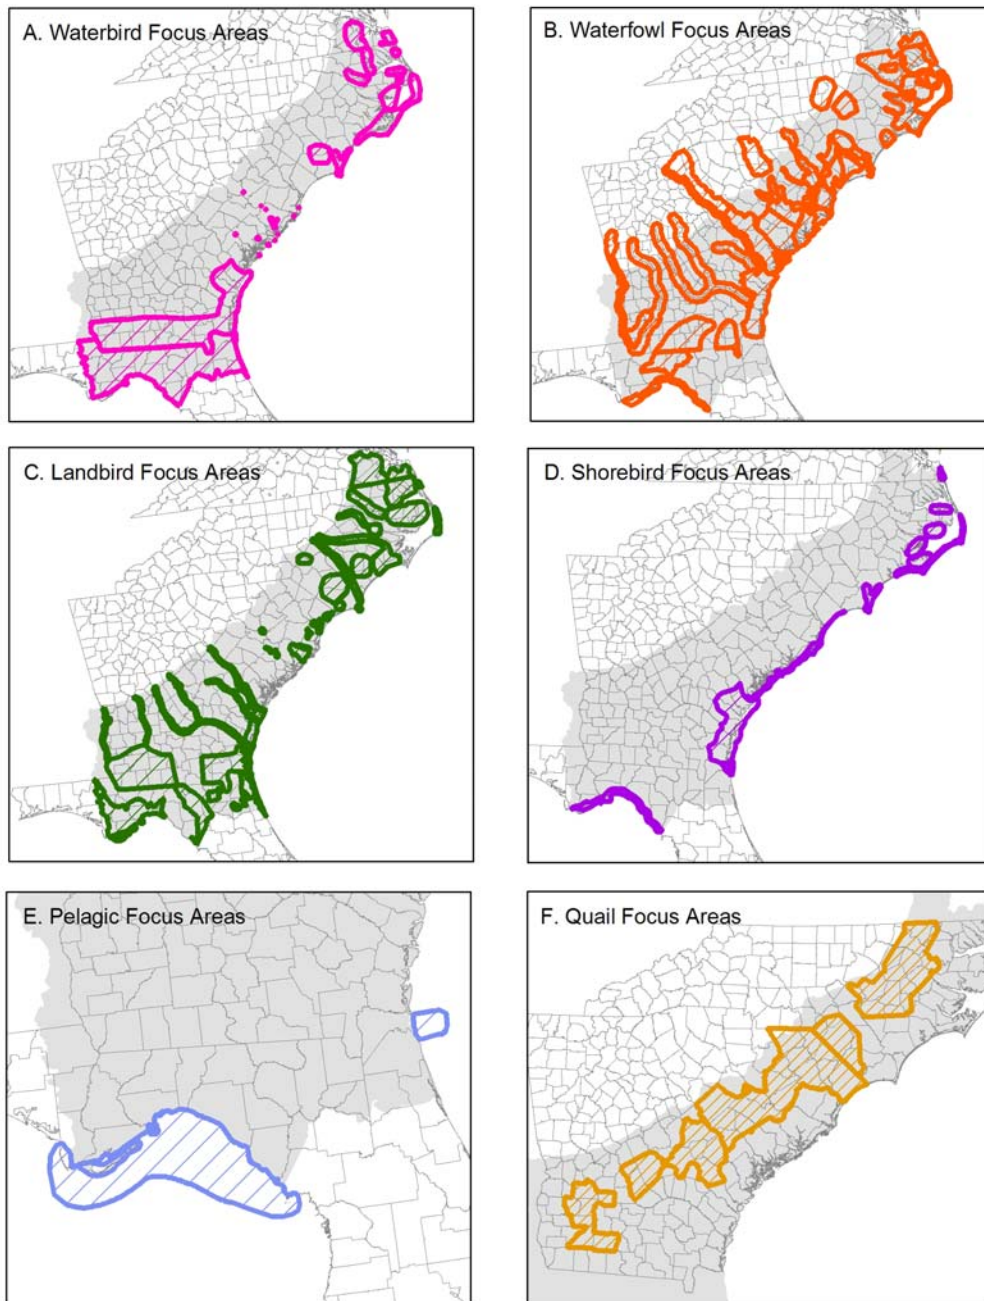 A. Waterbird Focus Areas
B. Waterfowl Focus Areas
C. Landbird Focus Areas
D. Shorebird Focus Areas
E. Pelagic Focus Areas
F. Quail Focus Areas